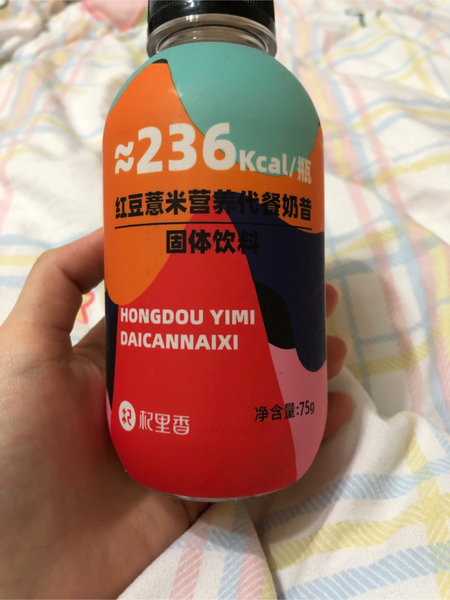 ≈236Kcal/瓶
红豆薏米营养代餐奶昔
固体饮料
HONGDOU YIMI
DAICANNAIXI
杞里香
净含量:75g